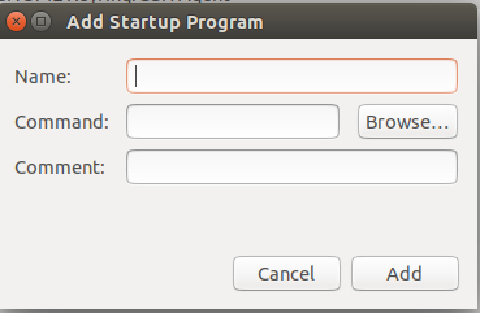 Add Startup Program
Name:
Command:
Browse...
Comment:
Cancel
Add